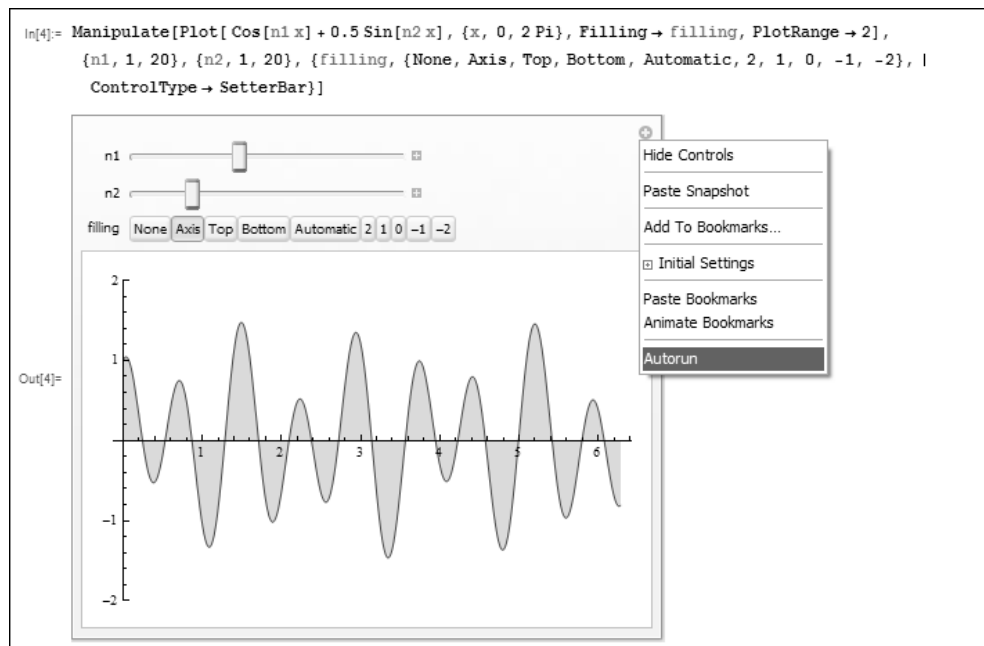 In[4]:= Manipulate[Plot[ Cos[n1 x] + 0.5 Sin[n2 x], {x, 0, 2 Pi}, Filling → filling, PlotRange → 2],
{n1, 1, 20}, {n2, 1, 20}, {filling, {None, Axis, Top, Bottom, Automatic, 2, 1, 0, -1, -2}, |
ControlType → SetterBar}]
n1
n2
filling None Axis Top Bottom Automatic 2 1 0 -1 -2
Hide Controls
Paste Snapshot
Add To Bookmarks...
Initial Settings
Paste Bookmarks
Animate Bookmarks
Autorun
Out[4]=
2
1
-1
-2
1 2 3 4 5 6